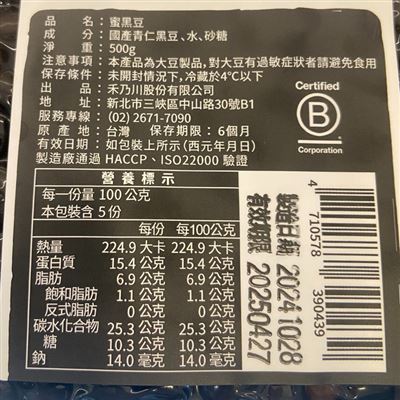 品名：蜜黑豆
成分：國產青仁黑豆、水、砂糖
淨重：500g
注意事項：本產品為大豆製品，對大豆有過敏症狀者請避免食用
保存條件：未開封情況下，冷藏於4°C以下
出品：禾乃川股份有限公司
地址：新北市三峽區中山路30號B1
服務專線：(02) 2671-7090
原產地：台灣 保存期限：6個月
有效日期：如包裝上所示 (西元年月日)
製造廠通過 HACCP、ISO22000 驗證
Certified
B
Corporation
營養標示
每一份量 100 公克
本包裝含 5 份
每份 每100公克
熱量 224.9 大卡 224.9 大卡
蛋白質 15.4 公克 15.4 公克
脂肪 6.9 公克 6.9 公克
飽和脂肪 1.1 公克 1.1 公克
反式脂肪 0 公克 0 公克
碳水化合物 25.3 公克 25.3 公克
糖 10.3 公克 10.3 公克
鈉 14.0 毫克 14.0 毫克
製造日期 20241028
有效期限 20250427
4 710578 390439